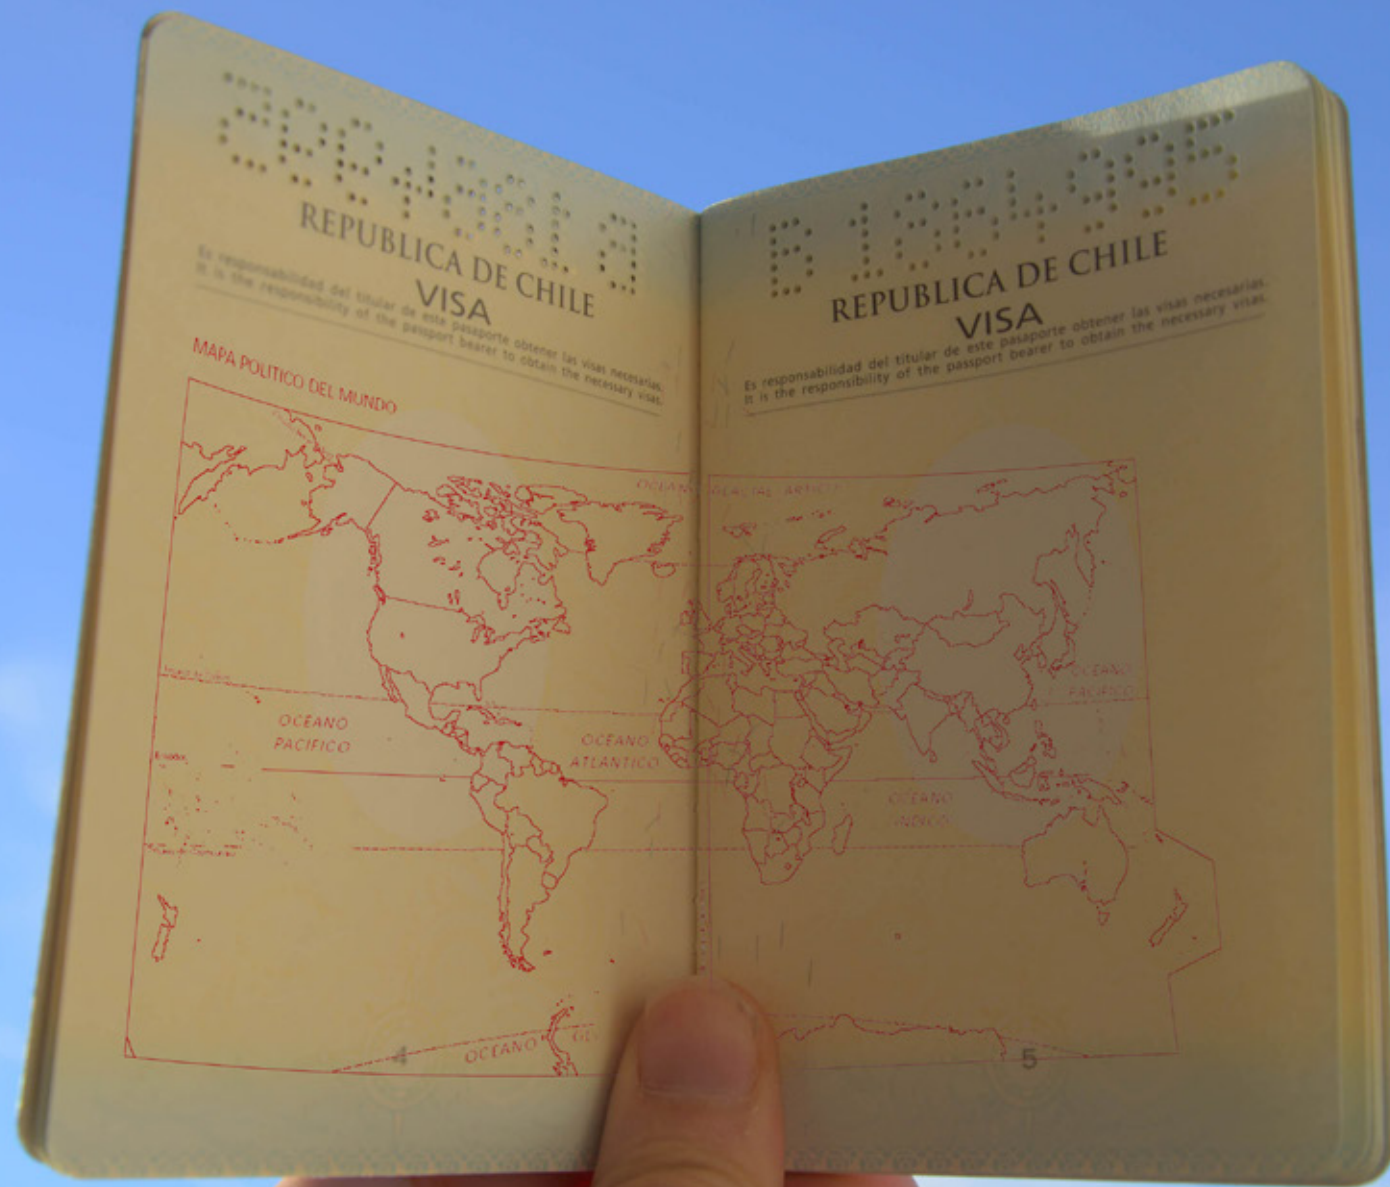 REPUBLICA DE CHILE
VISA
Es responsabilidad del titular de este pasaporte obtener las visas necesarias.
It is the responsibility of the passport bearer to obtain the necessary visas.
MAPA POLITICO DEL MUNDO
OCEANO GLACIAL ARTICO
OCEANO
PACIFICO
OCEANO
ATLANTICO
Ecuador
OCEANO
4
REPUBLICA DE CHILE
VISA
Es responsabilidad del titular de este pasaporte obtener las visas necesarias.
It is the responsibility of the passport bearer to obtain the necessary visas.
OCEANO
PACIFICO
OCEANO
INDICO
5